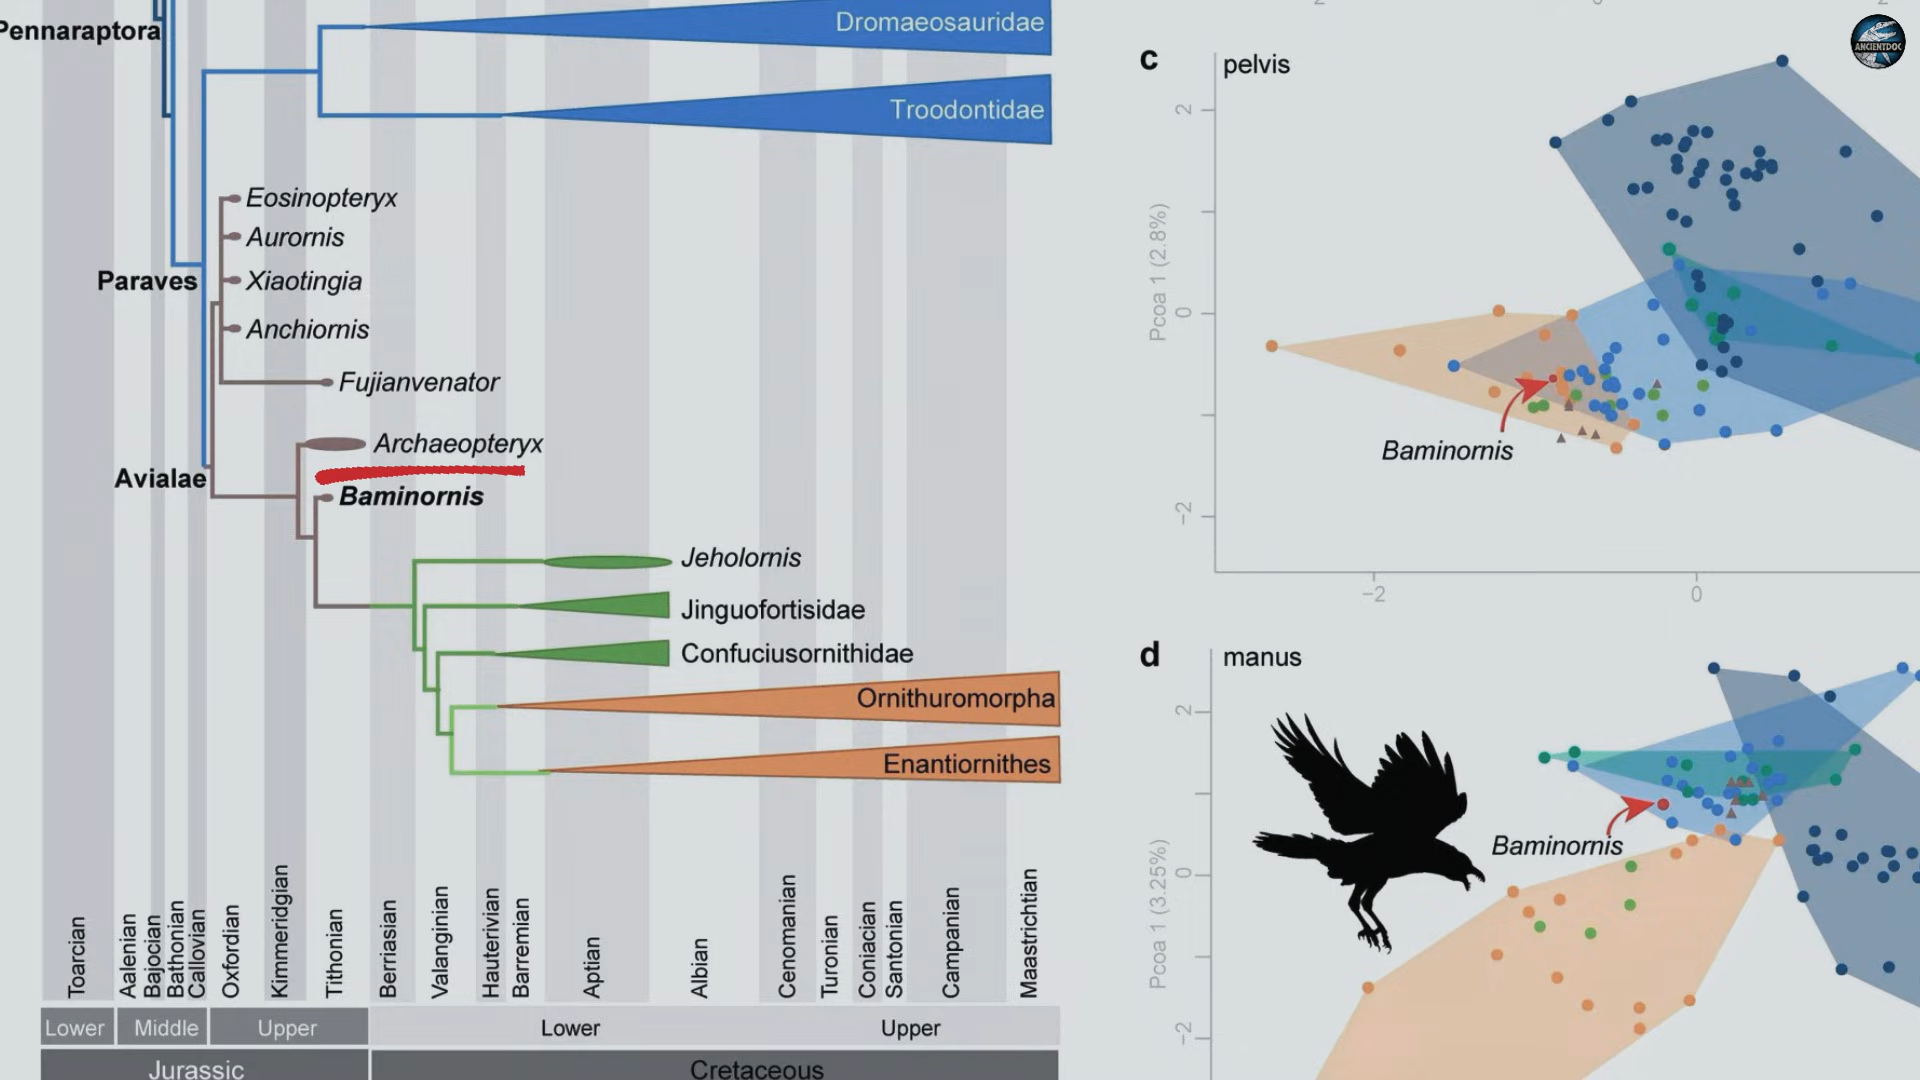 Pennaraptora
Dromaeosauridae
Troodontidae
Eosinopteryx
Aurornis
Xiaotingia
Paraves
Anchiornis
Fujianvenator
Archaeopteryx
Avialae
Baminornis
Jeholornis
Jinguofortisidae
Confuciusornithidae
Ornithuromorpha
Enantiornithes
Toarcian
Aalenian
Bajocian
Bathonian
Callovian
Oxfordian
Kimmeridgian
Tithonian
Berriasian
Valanginian
Hauterivian
Barremian
Aptian
Albian
Cenomanian
Turonian
Coniacian
Santonian
Campanian
Maastrichtian
Lower Middle Upper Lower Upper
Jurassic Cretaceous
c pelvis
2
0
−2
Pcoa 1 (2.8%)
Baminornis
−2 0
d manus
2
0
−2
Pcoa 1 (3.25%)
Baminornis
ANCIENTDOC